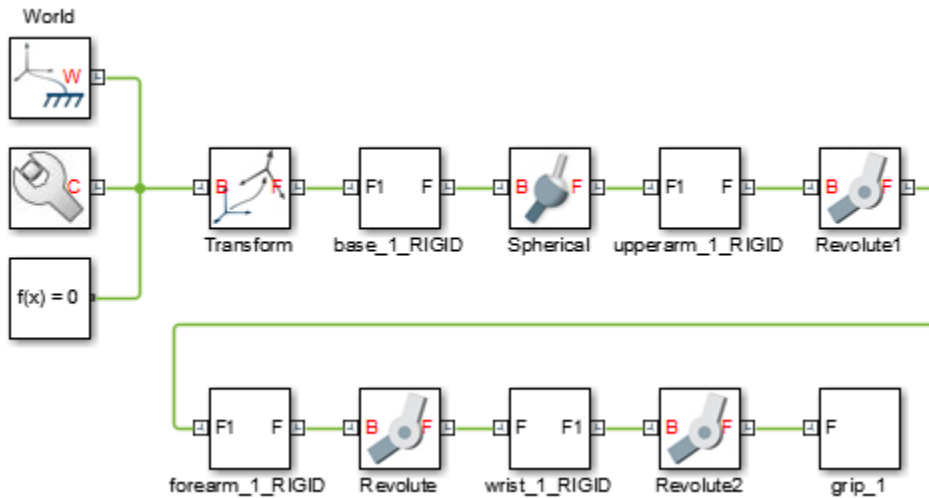 World
W
C
f(x) = 0
B F
Transform
F1 F
base_1_RIGID
B F
Spherical
F1 F
upperarm_1_RIGID
B F
Revolute1
F1 F
forearm_1_RIGID
B F
Revolute
F F1
wrist_1_RIGID
B F
Revolute2
F
grip_1